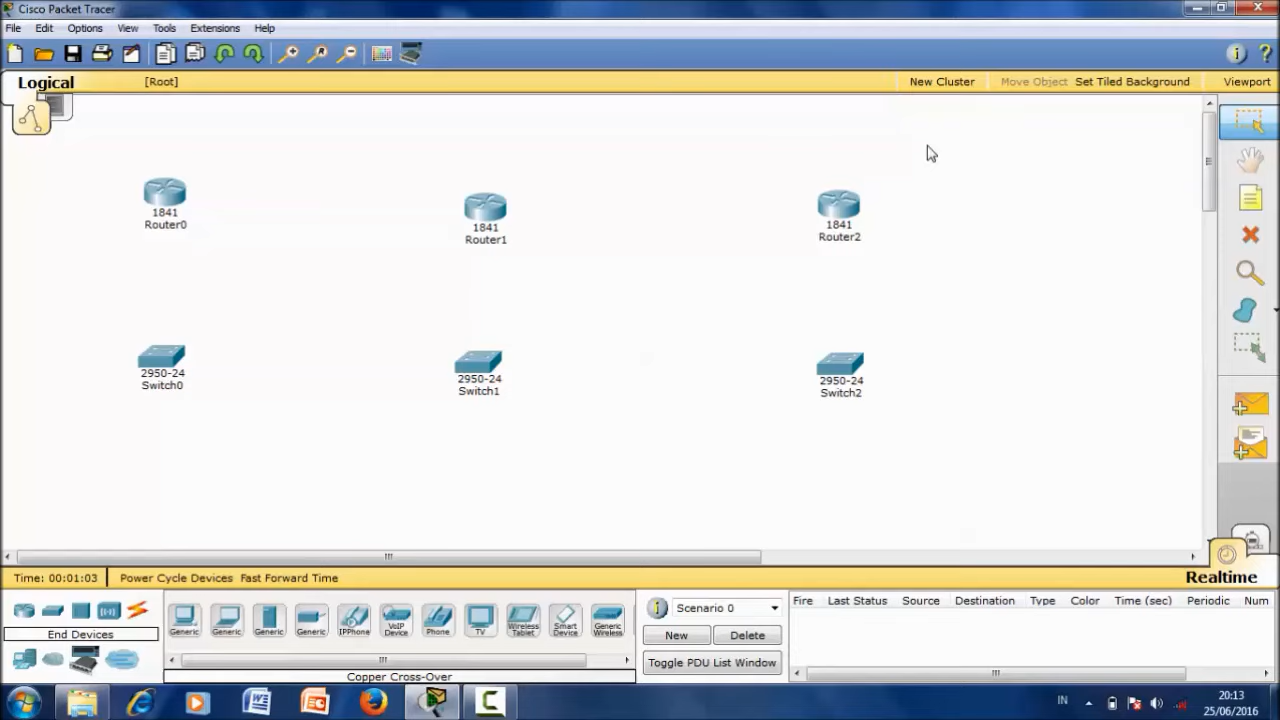 Cisco Packet Tracer
File Edit Options View Tools Extensions Help
Logical [Root] New Cluster Move Object Set Tiled Background Viewport
1841
Router0
1841
Router1
1841
Router2
2950-24
Switch0
2950-24
Switch1
2950-24
Switch2
Time: 00:01:03 Power Cycle Devices Fast Forward Time
Realtime
End Devices
Generic Generic Generic Generic IPPhone VoIP Device Phone TV Wireless Tablet Smart Device Generic Wireless
Copper Cross-Over
Scenario 0
New Delete
Toggle PDU List Window
Fire Last Status Source Destination Type Color Time (sec) Periodic Num
IN
20:13
25/06/2016